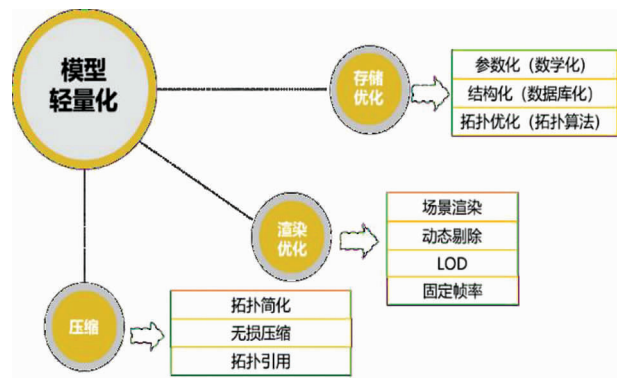 模型
轻量化
存储
优化
参数化（数学化）
结构化（数据库化）
拓扑优化（拓扑算法）
渲染
优化
场景渲染
动态剔除
LOD
固定帧率
压缩
拓扑简化
无损压缩
拓扑引用